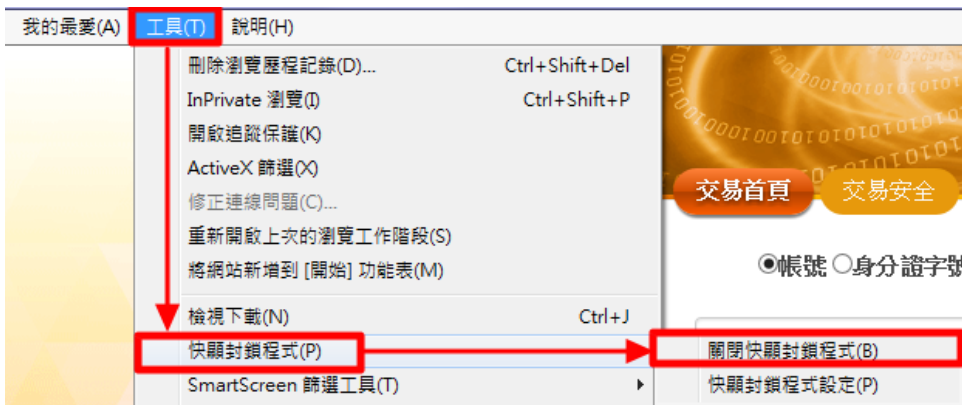 我的最愛(A) 工具(T) 說明(H)
刪除瀏覽歷程記錄(D)... Ctrl+Shift+Del
InPrivate 瀏覽(I) Ctrl+Shift+P
開啟追蹤保護(K)
ActiveX 篩選(X)
修正連線問題(C)...
重新開啟上次的瀏覽工作階段(S)
將網站新增到 [開始] 功能表(M)
檢視下載(N) Ctrl+J
快顯封鎖程式(P)
SmartScreen 篩選工具(T)
交易首頁 交易安全
帳號 身分證字號
關閉快顯封鎖程式(B)
快顯封鎖程式設定(P)